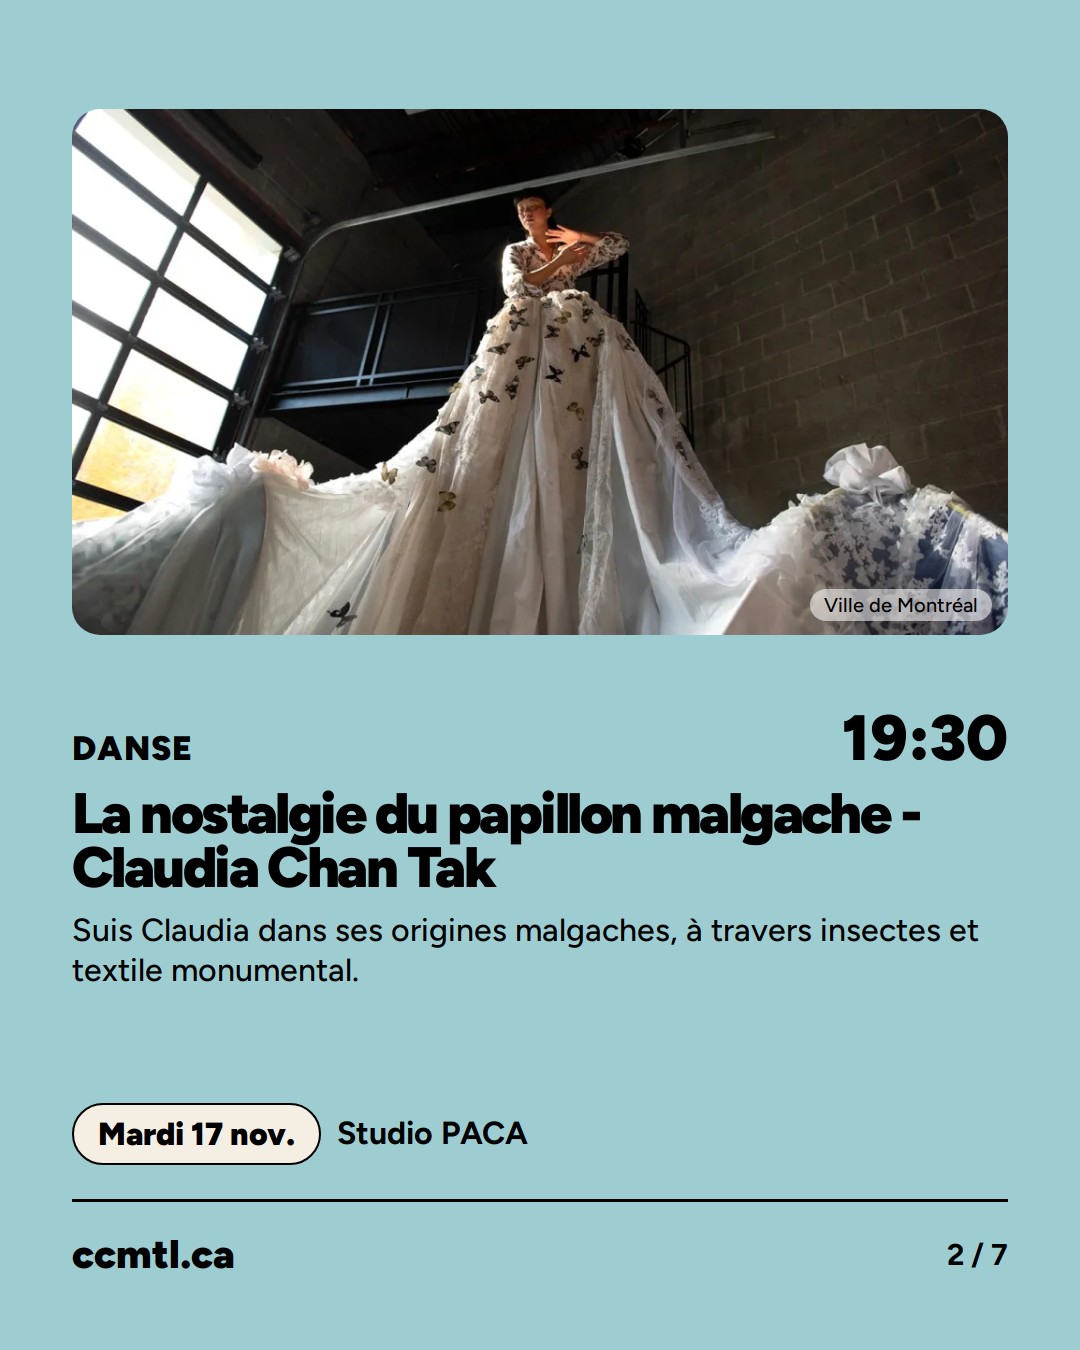 Ville de Montréal
DANSE
19:30
La nostalgie du papillon malgache -
Claudia Chan Tak
Suis Claudia dans ses origines malgaches, à travers insectes et
textile monumental.
Mardi 17 nov.
Studio PACA
ccmtl.ca
2 / 7